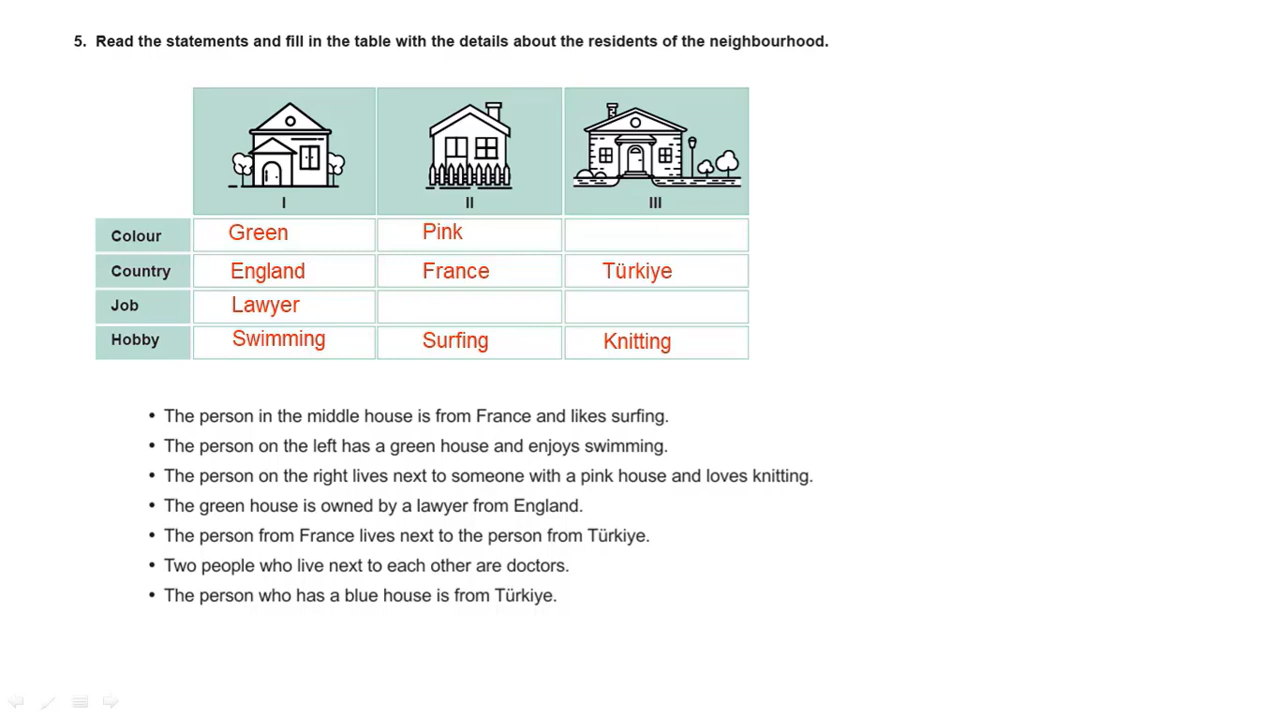 5. Read the statements and fill in the table with the details about the residents of the neighbourhood.
I II III
Colour Green Pink
Country England France Türkiye
Job Lawyer
Hobby Swimming Surfing Knitting
• The person in the middle house is from France and likes surfing.
• The person on the left has a green house and enjoys swimming.
• The person on the right lives next to someone with a pink house and loves knitting.
• The green house is owned by a lawyer from England.
• The person from France lives next to the person from Türkiye.
• Two people who live next to each other are doctors.
• The person who has a blue house is from Türkiye.